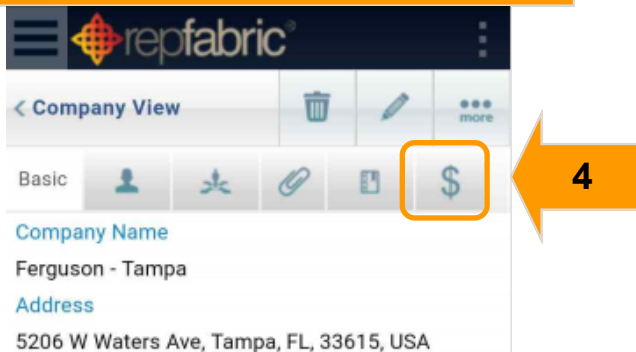 repfabric®
< Company View
more
Basic
$
4
Company Name
Ferguson - Tampa
Address
5206 W Waters Ave, Tampa, FL, 33615, USA